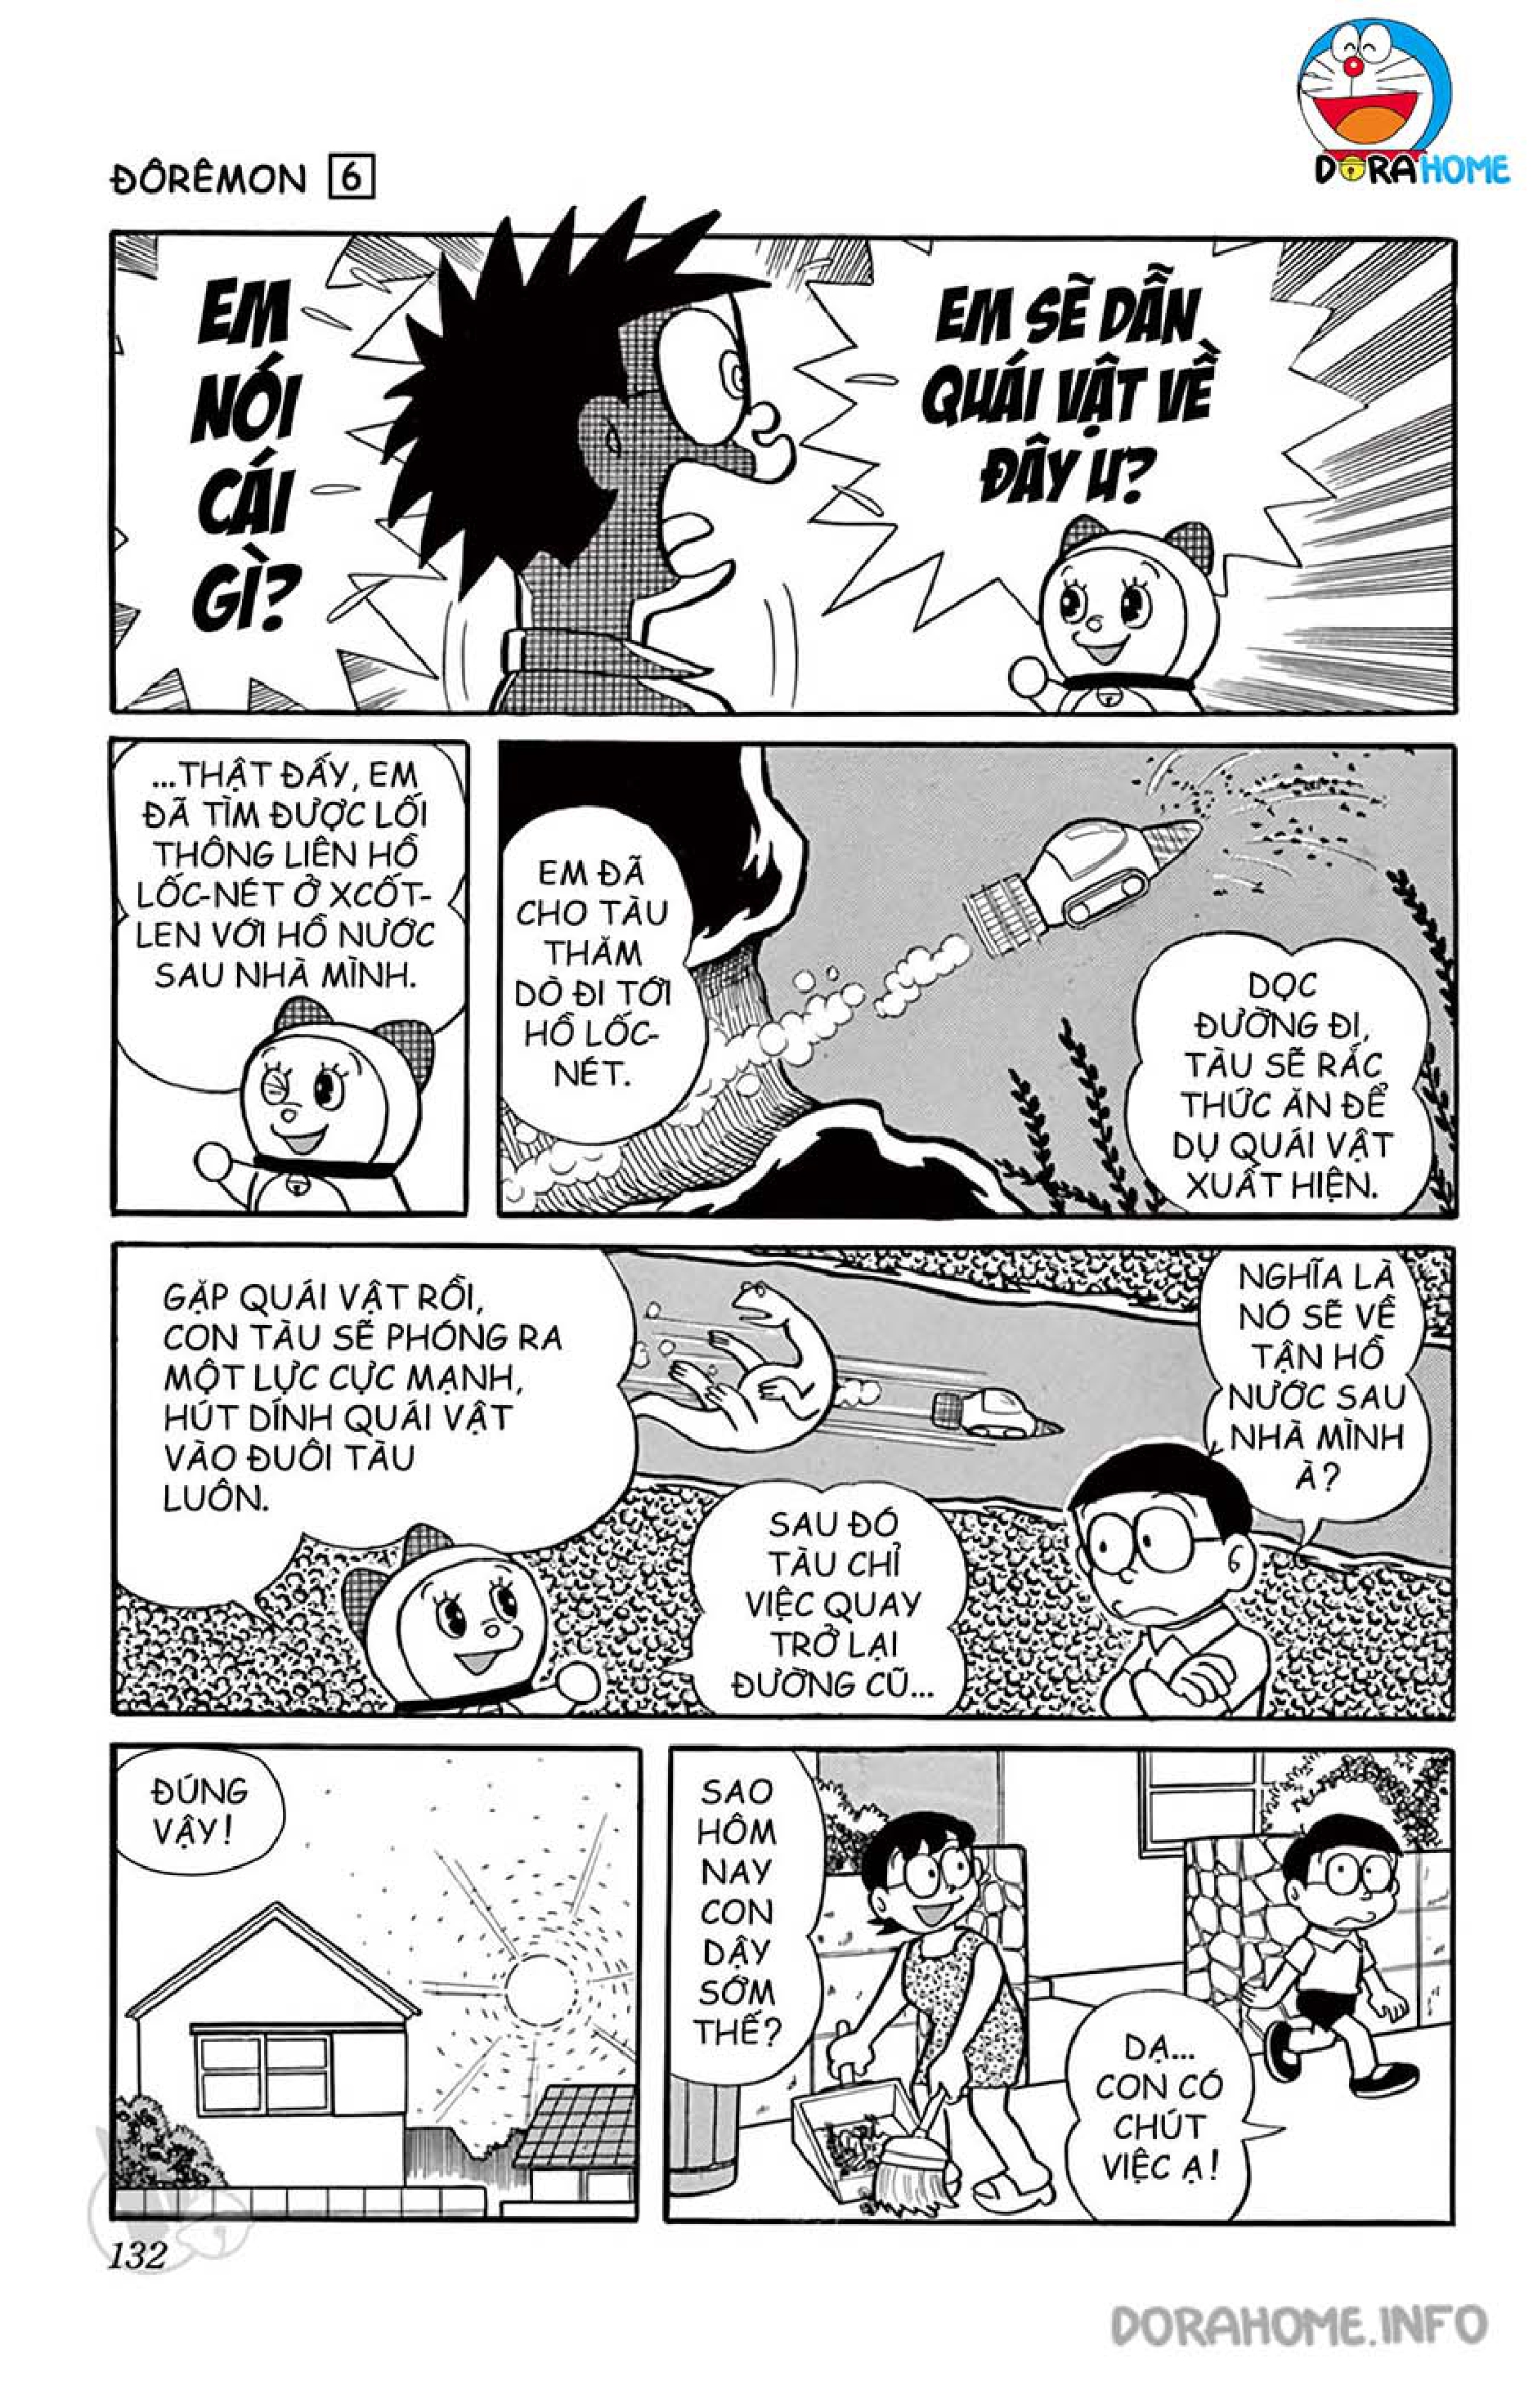 DORAHOME
ĐÔRÊMON 6
EM
NÓI
CÁI
GÌ?
EM SẼ DẪN
QUÁI VẬT VỀ
ĐÂY Ư?
...THẬT ĐẤY, EM
ĐÃ TÌM ĐƯỢC LỐI
THÔNG LIÊN HỒ
LỐC-NÉT Ở XCỐT-
LEN VỚI HỒ NƯỚC
SAU NHÀ MÌNH.
EM ĐÃ
CHO TÀU
THĂM
DÒ ĐI TỚI
HỒ LỐC-
NÉT.
DỌC
ĐƯỜNG ĐI,
TÀU SẼ RẮC
THỨC ĂN ĐỂ
DỤ QUÁI VẬT
XUẤT HIỆN.
GẶP QUÁI VẬT RỒI,
CON TÀU SẼ PHÓNG RA
MỘT LỰC CỰC MẠNH,
HÚT DÍNH QUÁI VẬT
VÀO ĐUÔI TÀU
LUÔN.
SAU ĐÓ
TÀU CHỈ
VIỆC QUAY
TRỞ LẠI
ĐƯỜNG CŨ...
NGHĨA LÀ
NÓ SẼ VỀ
TẬN HỒ
NƯỚC SAU
NHÀ MÌNH
À?
ĐÚNG
VẬY!
SAO
HÔM
NAY
CON
DẬY
SỚM
THẾ?
DẠ...
CON CÓ
CHÚT
VIỆC Ạ!
132
DORAHOME.INFO